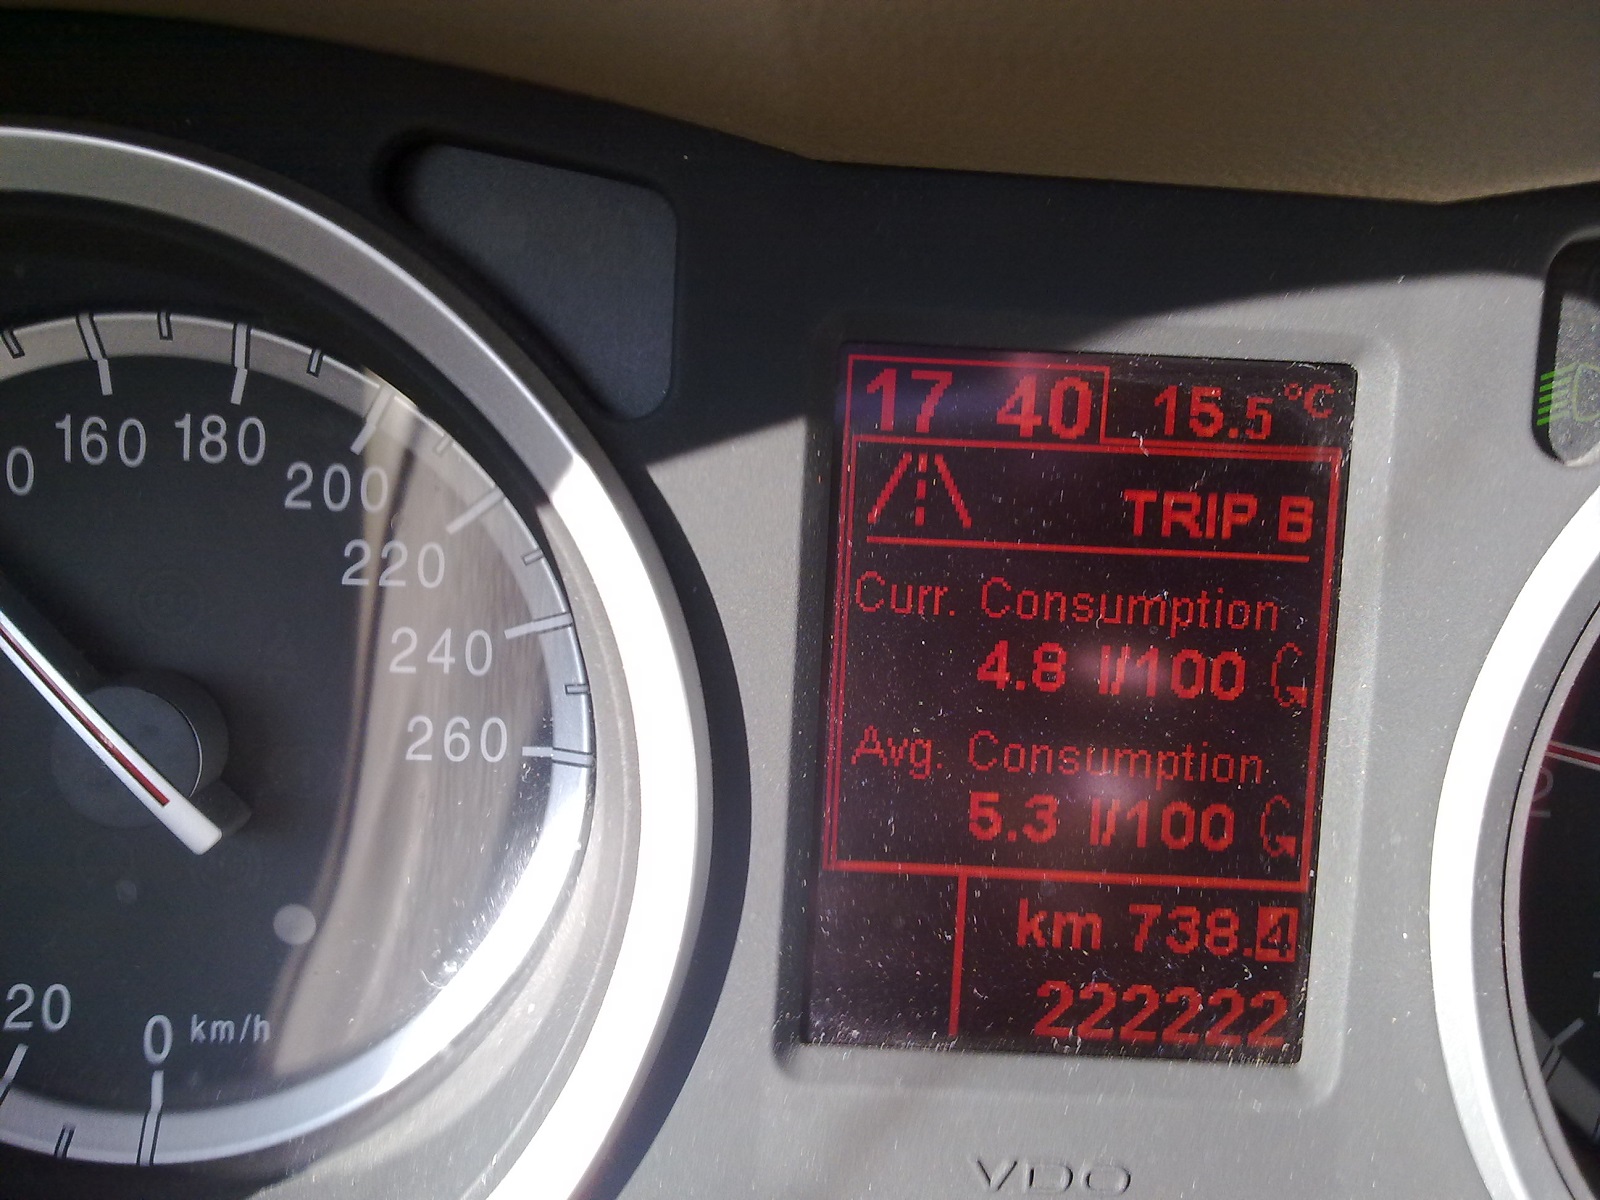 160
180
200
220
240
260
20
0 km/h
17 40 15.5°C
TRIP B
Curr. Consumption
4.8 l/100
Avg. Consumption
5.3 l/100
km 738.4
222222
VDO
2